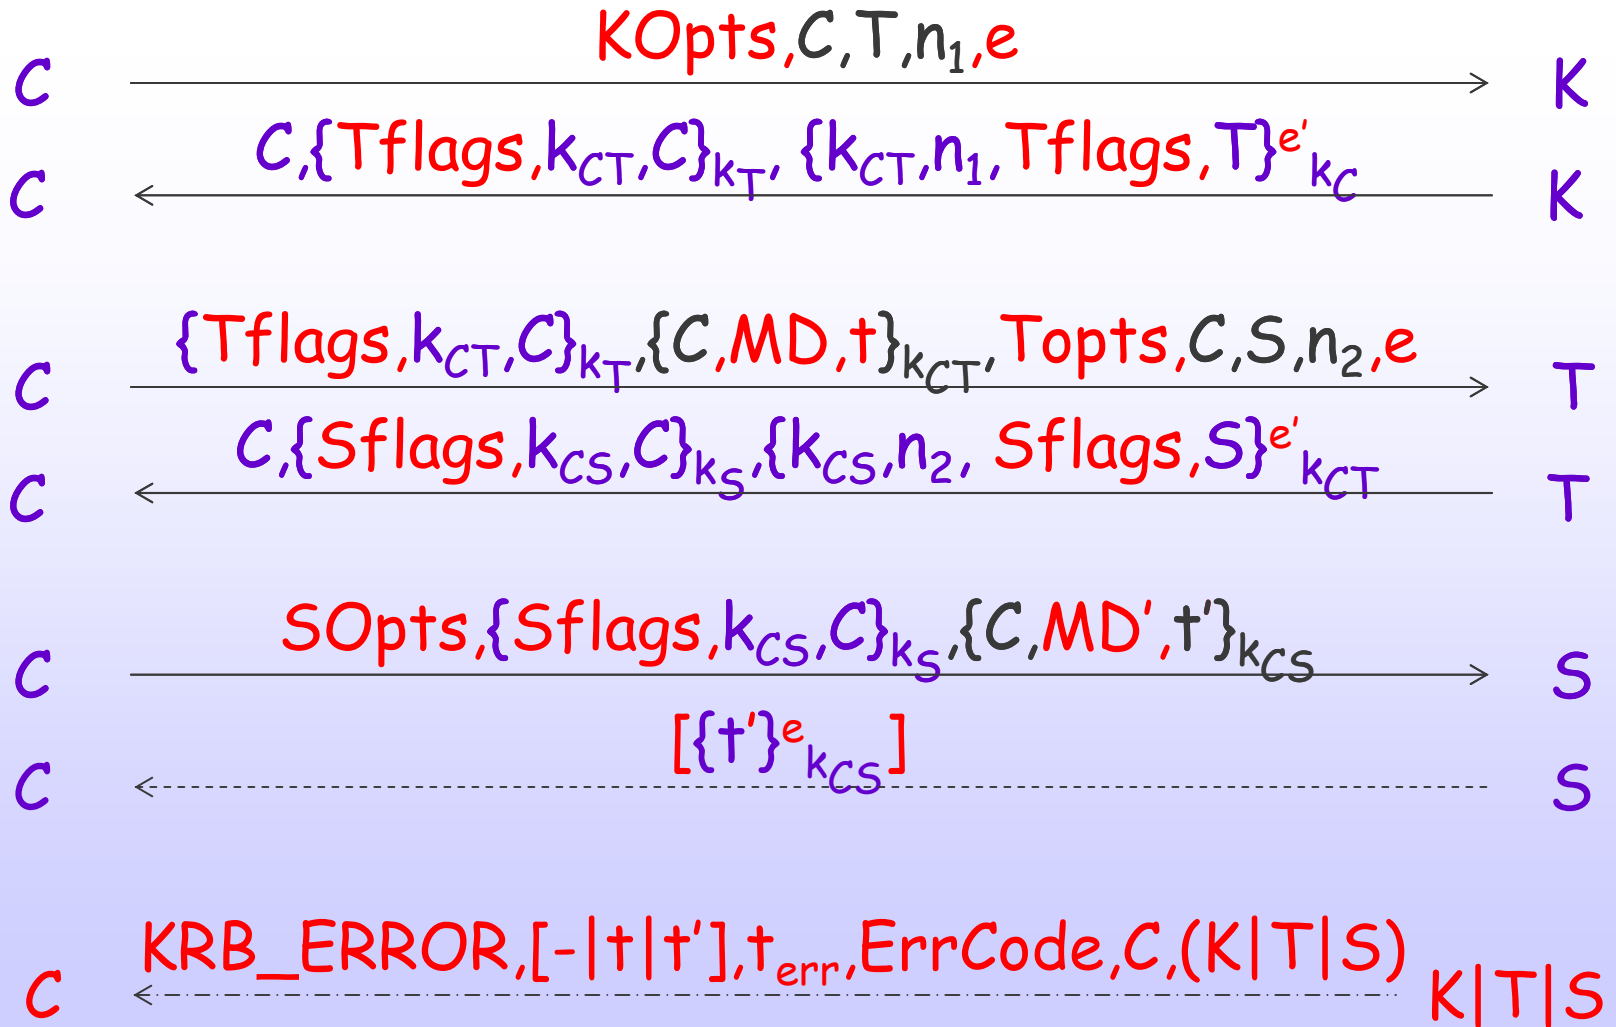 KOpts,C,T,n1,e
C K
C,{Tflags,kCT,C}kT, {kCT,n1,Tflags,T}e'kC
C K
{Tflags,kCT,C}kT,{C,MD,t}kCT,Topts,C,S,n2,e
C T
C,{Sflags,kCS,C}kS,{kCS,n2, Sflags,S}e'kCT
C T
SOpts,{Sflags,kCS,C}kS,{C,MD',t'}kCS
C S
[{t'}ekCS]
C S
KRB_ERROR,[-|t|t'],terr,ErrCode,C,(K|T|S)
C K|T|S